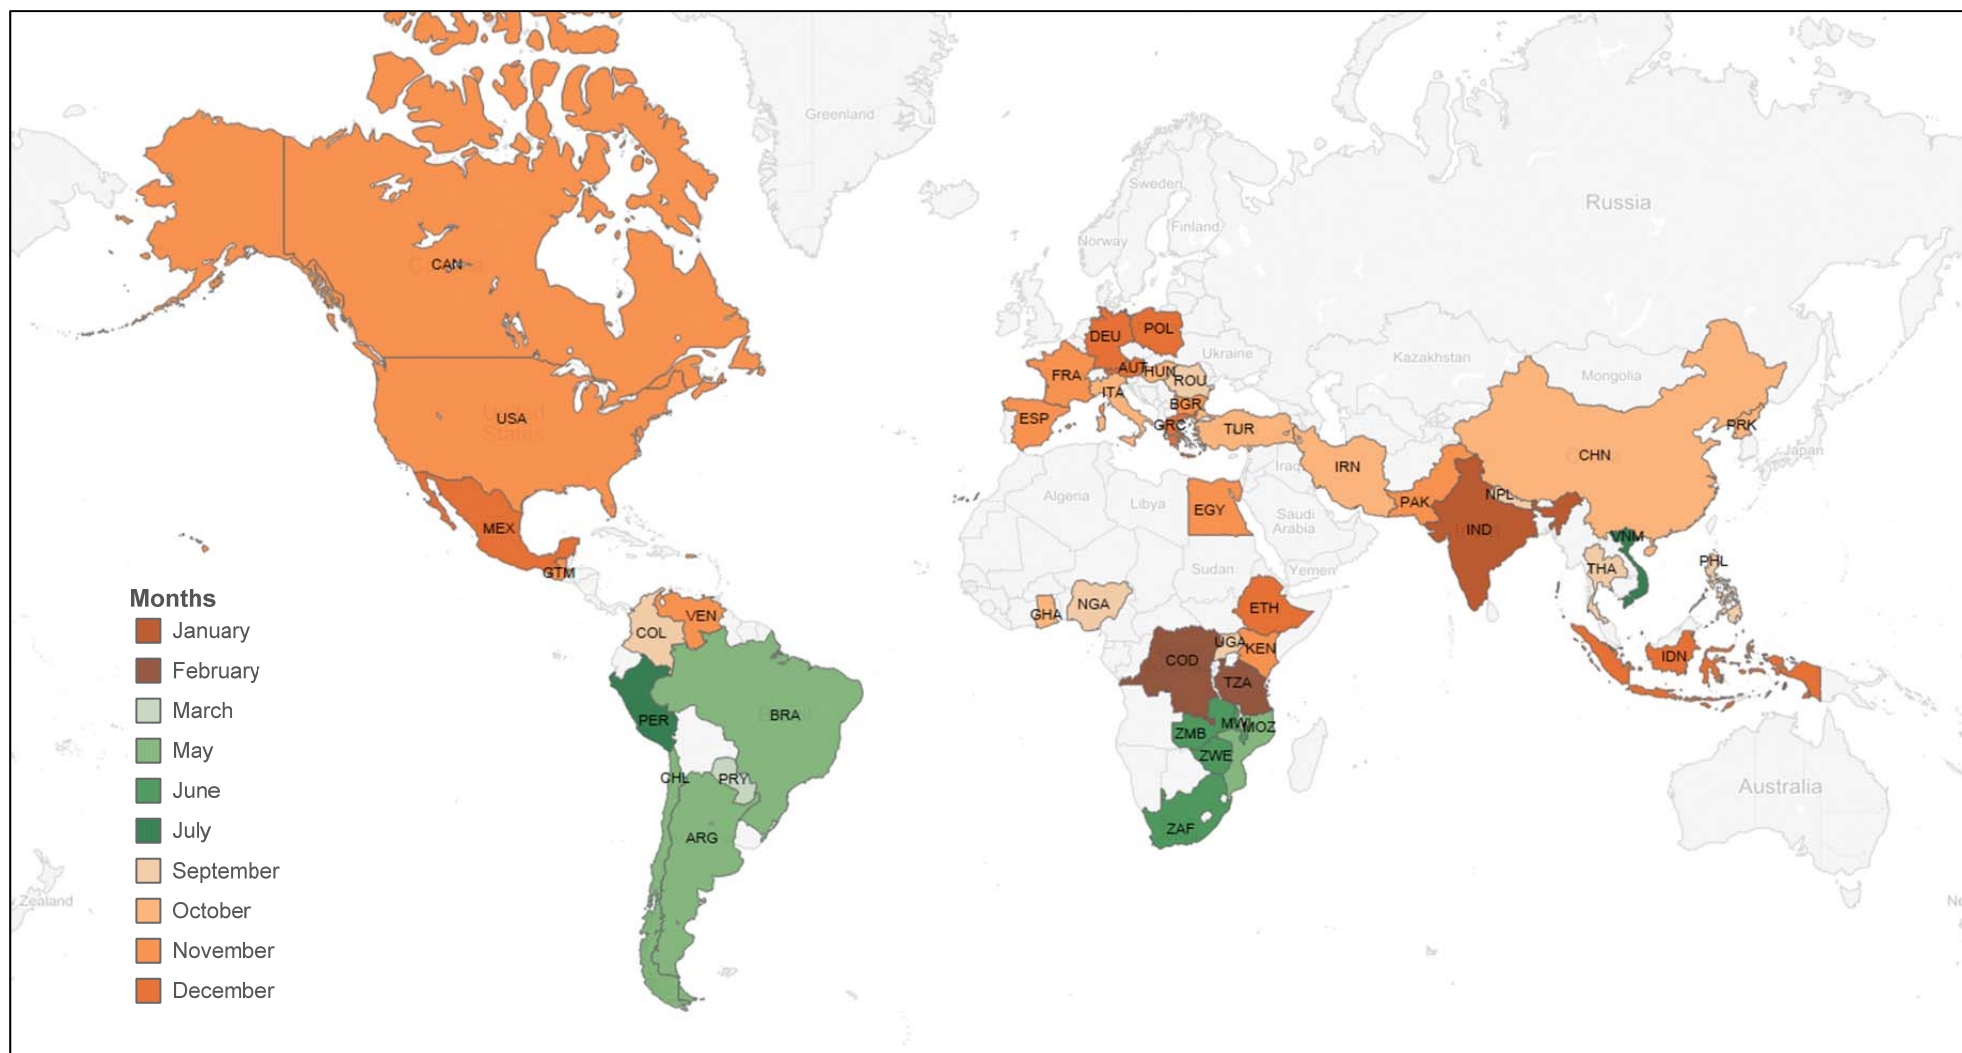 Greenland
Sweden
Finland
Norway
Russia
CAN
DEU
POL
Ukraine
Kazakhstan
Mongolia
FRA
AUT
HUN
ROU
ITA
BGR
ESP
GRC
TUR
USA
United
States
PRK
Japan
CHN
IRN
Iraq
Algeria
Libya
EGY
Saudi
Arabia
PAK
NPL
IND
MEX
VNM
GTM
Sudan
Yemen
THA
PHL
Months
January
February
March
May
June
July
September
October
November
December
COL
VEN
GHA
NGA
ETH
UGA
KEN
COD
TZA
IDN
PER
BRA
ZMB
MWI
MOZ
ZWE
CHL
PRY
ARG
ZAF
Australia
Zealand
Ne